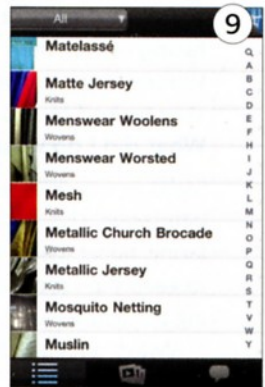 All
9
Matelassé
Matte Jersey
Knits
Menswear Woolens
Wovens
Menswear Worsted
Wovens
Mesh
Knits
Metallic Church Brocade
Wovens
Metallic Jersey
Knits
Mosquito Netting
Wovens
Muslin
A
B
C
D
E
F
H
I
J
K
L
M
N
O
P
Q
R
S
T
V
W
Y